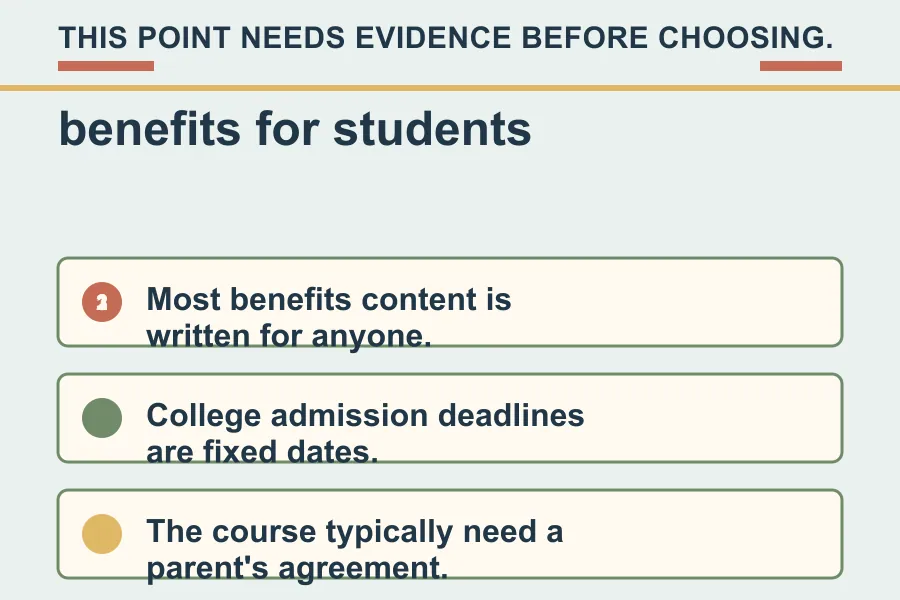 THIS POINT NEEDS EVIDENCE BEFORE CHOOSING.
benefits for students
Most benefits content is
written for anyone.
College admission deadlines
are fixed dates.
The course typically need a
parent's agreement.